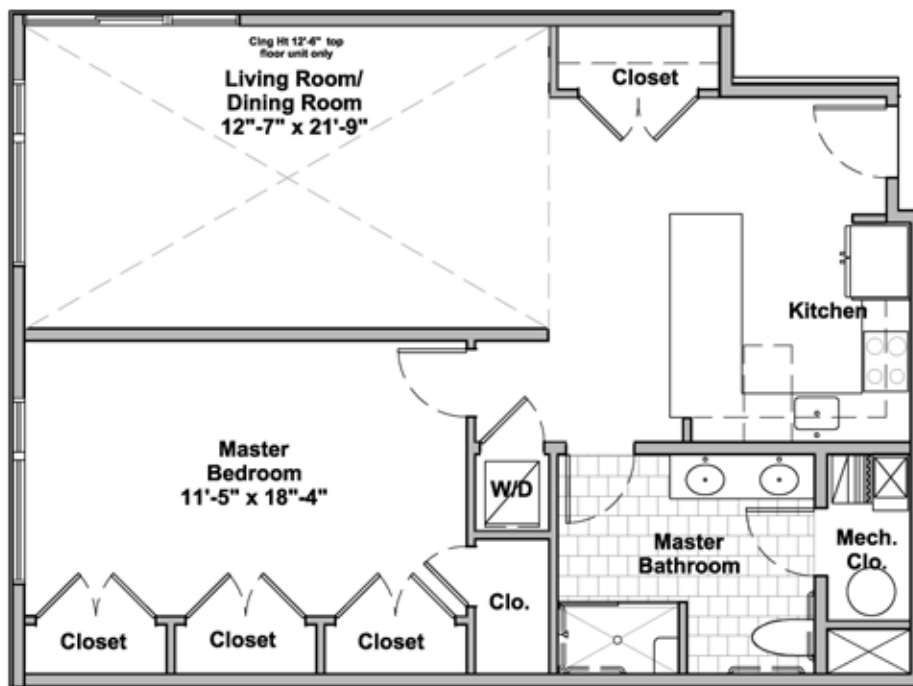 Clng Ht 12'-6" top
floor unit only
Living Room/
Dining Room
12"-7" x 21'-9"
Closet
Kitchen
Master
Bedroom
11'-5" x 18"-4"
W/D
Master
Bathroom
Mech.
Clo.
Clo.
Closet
Closet
Closet